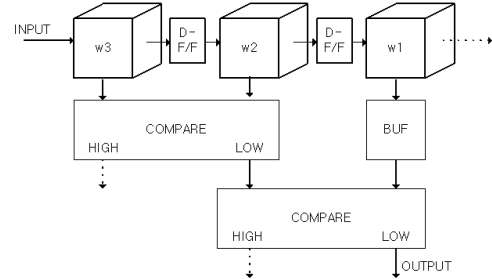 INPUT
w3
D-
F/F
w2
D-
F/F
w1
COMPARE
HIGH LOW
BUF
COMPARE
HIGH LOW
OUTPUT